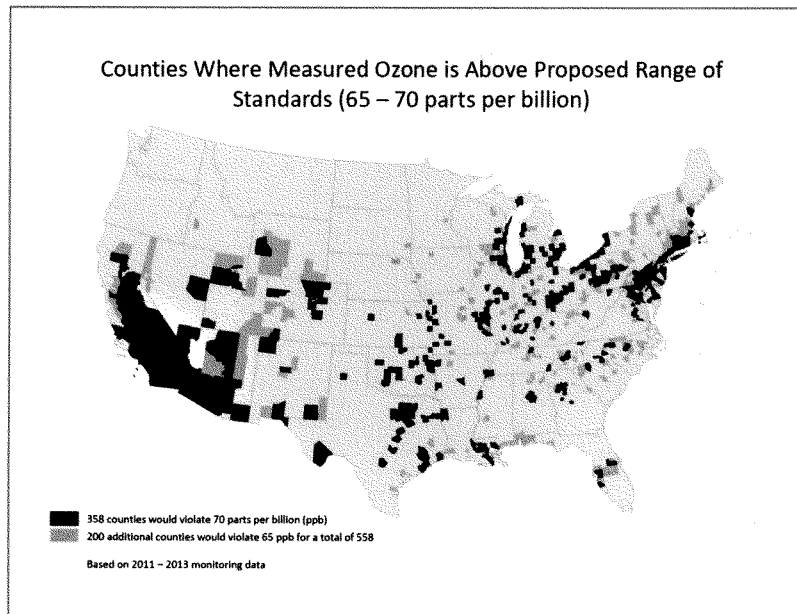 Counties Where Measured Ozone is Above Proposed Range of
Standards (65 – 70 parts per billion)
358 counties would violate 70 parts per billion (ppb)
200 additional counties would violate 65 ppb for a total of 558
Based on 2011 – 2013 monitoring data